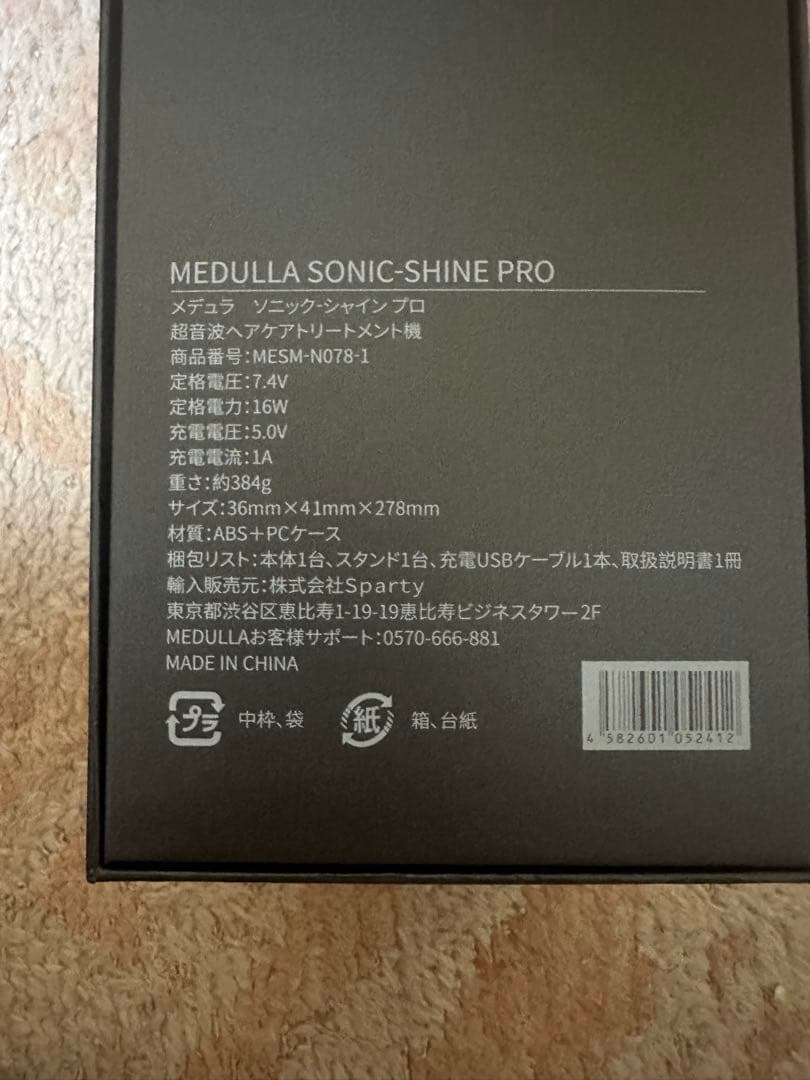 MEDULLA SONIC-SHINE PRO
メデュラ　ソニック-シャイン プロ
超音波ヘアケアトリートメント機
商品番号:MESM-N078-1
定格電圧:7.4V
定格電力:16W
充電電圧:5.0V
充電電流:1A
重さ:約384g
サイズ:36mm×41mm×278mm
材質:ABS+PCケース
梱包リスト:本体1台、スタンド1台、充電USBケーブル1本、取扱説明書1冊
輸入販売元:株式会社Sparty
東京都渋谷区恵比寿1-19-19恵比寿ビジネスタワー2F
MEDULLAお客様サポート:0570-666-881
MADE IN CHINA
プラ 中枠、袋 紙 箱、台紙
4 582601 052412